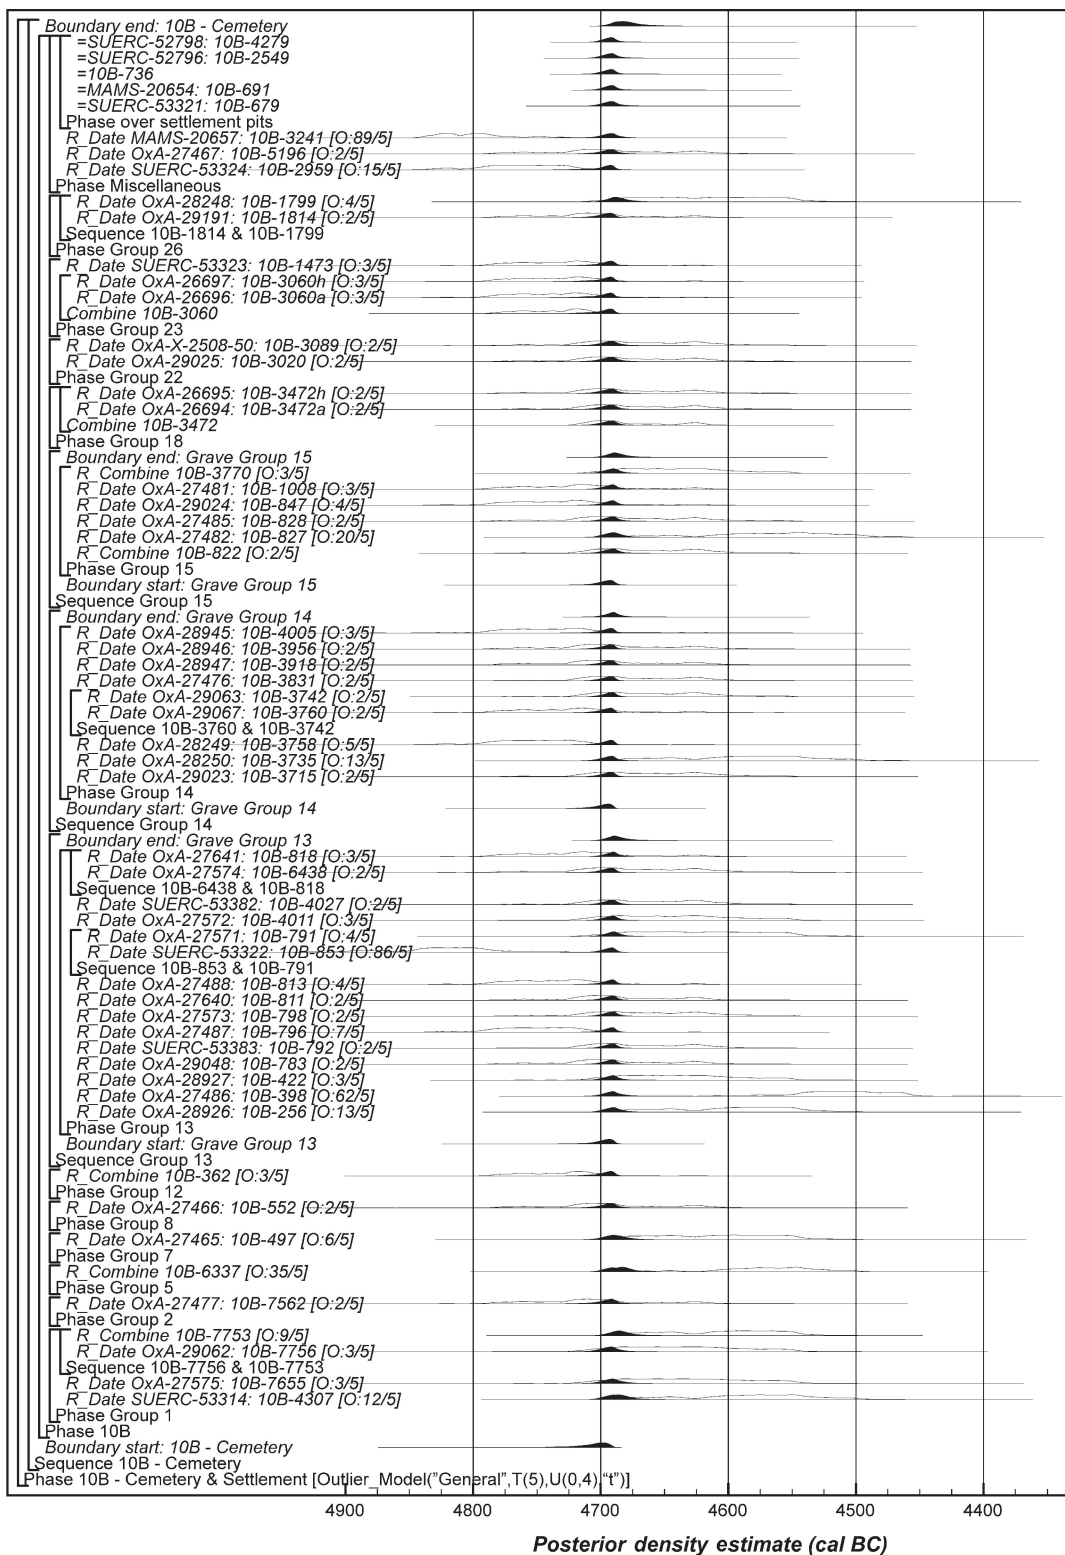 Boundary end: 10B - Cemetery
=SUERC-52798: 10B-4279
=SUERC-52796: 10B-2549
=10B-736
=MAMS-20654: 10B-691
=SUERC-53321: 10B-679
Phase over settlement pits
R_Date MAMS-20657: 10B-3241 [O:89/5]
R_Date OxA-27467: 10B-5196 [O:2/5]
R_Date SUERC-53324: 10B-2959 [O:15/5]
Phase Miscellaneous
R_Date OxA-28248: 10B-1799 [O:4/5]
R_Date OxA-29191: 10B-1814 [O:2/5]
Sequence 10B-1814 & 10B-1799
Phase Group 26
R_Date SUERC-53323: 10B-1473 [O:3/5]
R_Date OxA-26697: 10B-3060h [O:3/5]
R_Date OxA-26696: 10B-3060a [O:3/5]
Combine 10B-3060
Phase Group 23
R_Date OxA-X-2508-50: 10B-3089 [O:2/5]
R_Date OxA-29025: 10B-3020 [O:2/5]
Phase Group 22
R_Date OxA-26695: 10B-3472h [O:2/5]
R_Date OxA-26694: 10B-3472a [O:2/5]
Combine 10B-3472
Phase Group 18
Boundary end: Grave Group 15
R_Combine 10B-3770 [O:3/5]
R_Date OxA-27481: 10B-1008 [O:3/5]
R_Date OxA-29024: 10B-847 [O:4/5]
R_Date OxA-27485: 10B-828 [O:2/5]
R_Date OxA-27482: 10B-827 [O:20/5]
R_Combine 10B-822 [O:2/5]
Phase Group 15
Boundary start: Grave Group 15
Sequence Group 15
Boundary end: Grave Group 14
R_Date OxA-28945: 10B-4005 [O:3/5]
R_Date OxA-28946: 10B-3956 [O:2/5]
R_Date OxA-28947: 10B-3918 [O:2/5]
R_Date OxA-27476: 10B-3831 [O:2/5]
R_Date OxA-29063: 10B-3742 [O:2/5]
R_Date OxA-29067: 10B-3760 [O:2/5]
Sequence 10B-3760 & 10B-3742
R_Date OxA-28249: 10B-3758 [O:5/5]
R_Date OxA-28250: 10B-3735 [O:13/5]
R_Date OxA-29023: 10B-3715 [O:2/5]
Phase Group 14
Boundary start: Grave Group 14
Sequence Group 14
Boundary end: Grave Group 13
R_Date OxA-27641: 10B-818 [O:3/5]
R_Date OxA-27574: 10B-6438 [O:2/5]
Sequence 10B-6438 & 10B-818
R_Date SUERC-53382: 10B-4027 [O:2/5]
R_Date OxA-27572: 10B-4011 [O:3/5]
R_Date OxA-27571: 10B-791 [O:4/5]
R_Date SUERC-53322: 10B-853 [O:86/5]
Sequence 10B-853 & 10B-791
R_Date OxA-27488: 10B-813 [O:4/5]
R_Date OxA-27640: 10B-811 [O:2/5]
R_Date OxA-27573: 10B-798 [O:2/5]
R_Date OxA-27487: 10B-796 [O:7/5]
R_Date SUERC-53383: 10B-792 [O:2/5]
R_Date OxA-29048: 10B-783 [O:2/5]
R_Date OxA-28927: 10B-422 [O:3/5]
R_Date OxA-27486: 10B-398 [O:62/5]
R_Date OxA-28926: 10B-256 [O:13/5]
Phase Group 13
Boundary start: Grave Group 13
Sequence Group 13
R_Combine 10B-362 [O:3/5]
Phase Group 12
R_Date OxA-27466: 10B-552 [O:2/5]
Phase Group 8
R_Date OxA-27465: 10B-497 [O:6/5]
Phase Group 7
R_Combine 10B-6337 [O:35/5]
Phase Group 5
R_Date OxA-27477: 10B-7562 [O:2/5]
Phase Group 2
R_Combine 10B-7753 [O:9/5]
R_Date OxA-29062: 10B-7756 [O:3/5]
Sequence 10B-7756 & 10B-7753
R_Date OxA-27575: 10B-7655 [O:3/5]
R_Date SUERC-53314: 10B-4307 [O:12/5]
Phase Group 1
Phase 10B
Boundary start: 10B - Cemetery
Sequence 10B - Cemetery
Phase 10B - Cemetery & Settlement [Outlier_Model("General",T(5),U(0,4),"t")]
4900 4800 4700 4600 4500 4400
Posterior density estimate (cal BC)